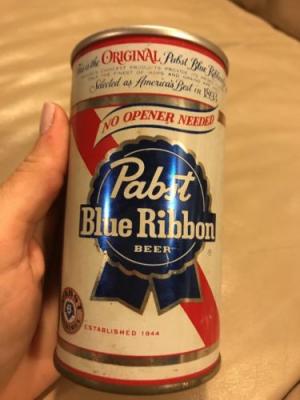 This is the ORIGINAL Pabst Blue Ribbon
Selected as America's Best in 1893
NO OPENER NEEDED
Pabst
Blue Ribbon
BEER
®
PABST
ESTABLISHED 1844